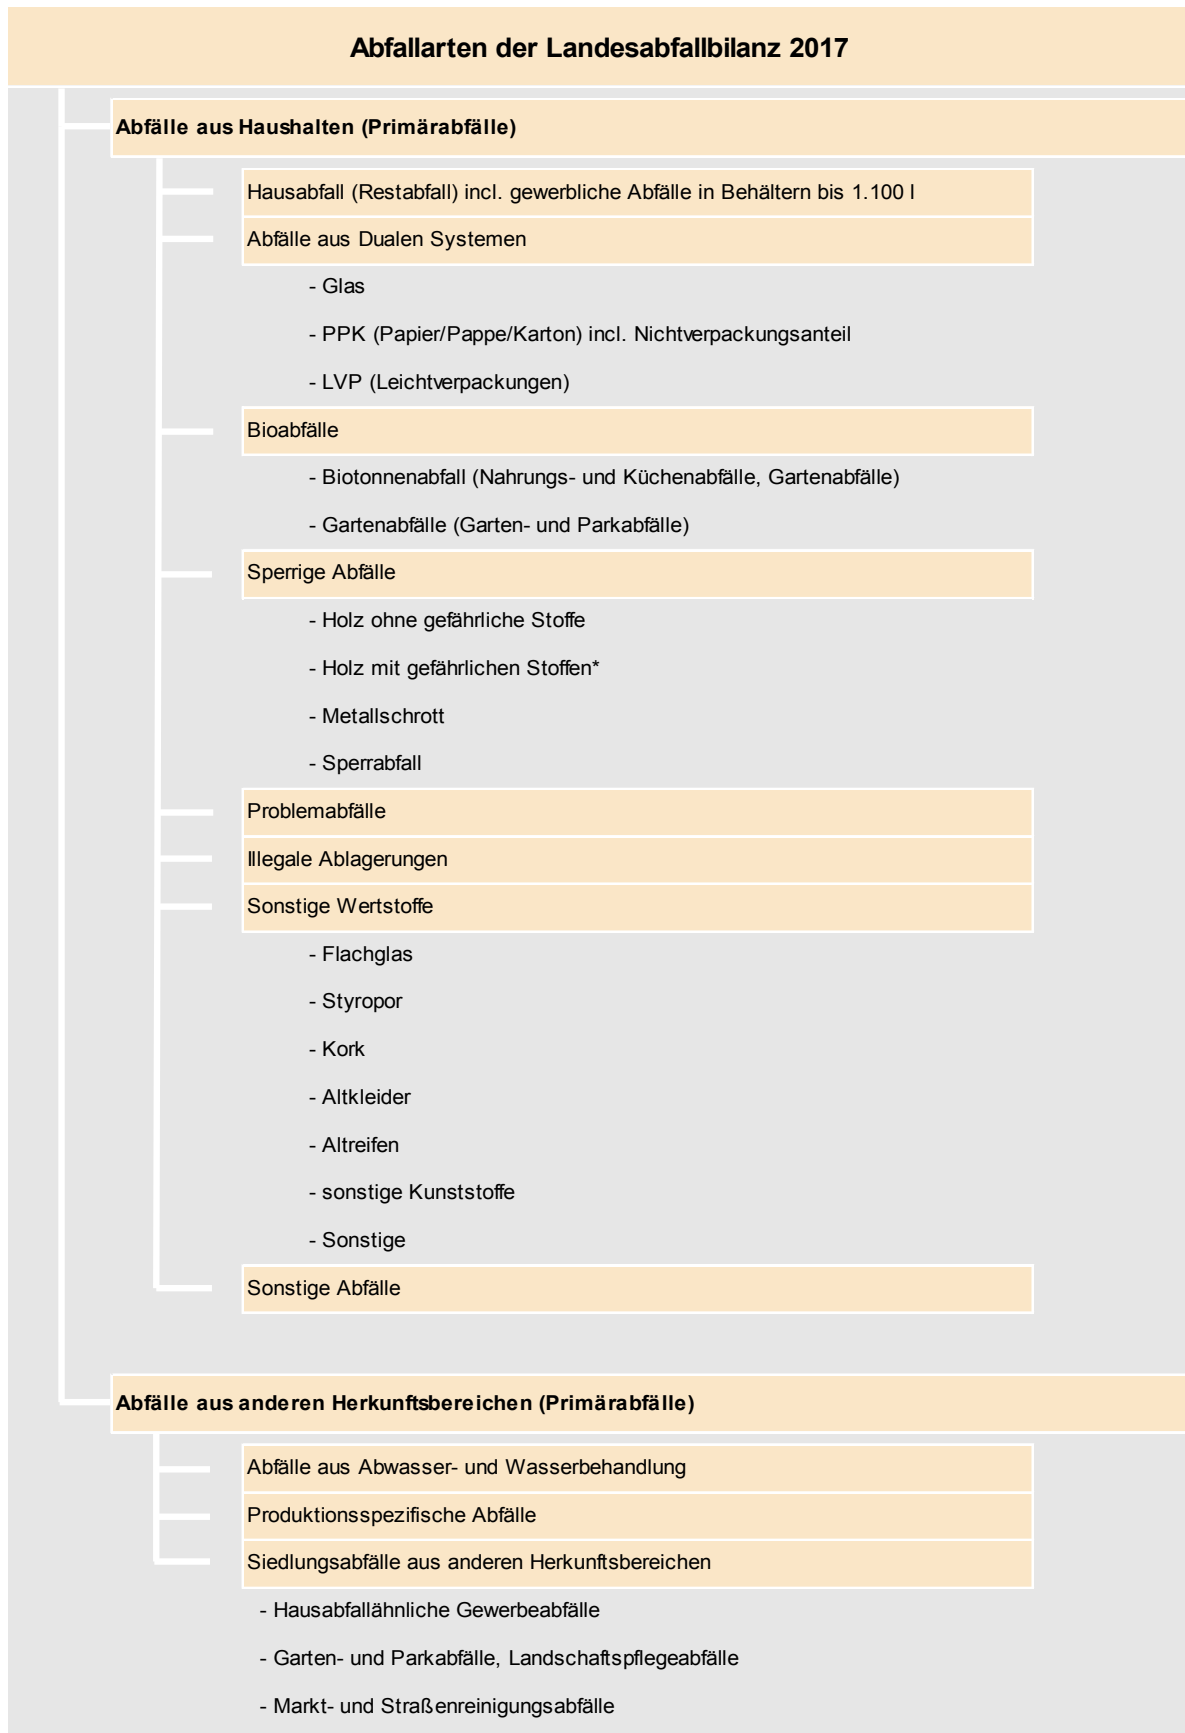 Abfallarten der Landesabfallbilanz 2017
Abfälle aus Haushalten (Primärabfälle)
Hausabfall (Restabfall) incl. gewerbliche Abfälle in Behältern bis 1.100 l
Abfälle aus Dualen Systemen
- Glas
- PPK (Papier/Pappe/Karton) incl. Nichtverpackungsanteil
- LVP (Leichtverpackungen)
Bioabfälle
- Biotonnenabfall (Nahrungs- und Küchenabfälle, Gartenabfälle)
- Gartenabfälle (Garten- und Parkabfälle)
Sperrige Abfälle
- Holz ohne gefährliche Stoffe
- Holz mit gefährlichen Stoffen*
- Metallschrott
- Sperrabfall
Problemabfälle
Illegale Ablagerungen
Sonstige Wertstoffe
- Flachglas
- Styropor
- Kork
- Altkleider
- Altreifen
- sonstige Kunststoffe
- Sonstige
Sonstige Abfälle
Abfälle aus anderen Herkunftsbereichen (Primärabfälle)
Abfälle aus Abwasser- und Wasserbehandlung
Produktionsspezifische Abfälle
Siedlungsabfälle aus anderen Herkunftsbereichen
- Hausabfallähnliche Gewerbeabfälle
- Garten- und Parkabfälle, Landschaftspflegeabfälle
- Markt- und Straßenreinigungsabfälle